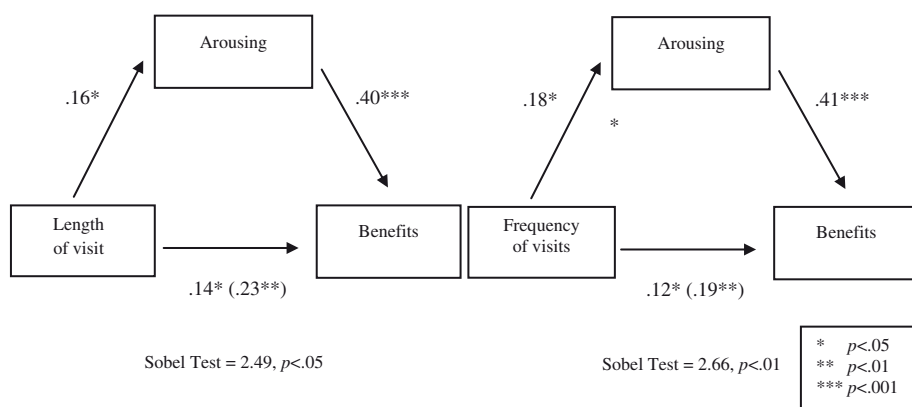 Arousing
.16*
.40***
Length
of visit
Benefits
.14* (.23**)
Sobel Test = 2.49, p<.05
Arousing
.18*
*
.41***
Frequency
of visits
Benefits
.12* (.19**)
Sobel Test = 2.66, p<.01
* p<.05
** p<.01
*** p<.001